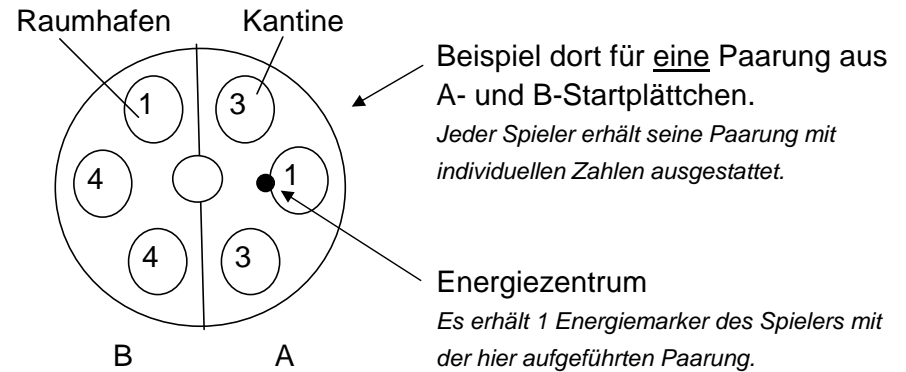 Raumhafen Kantine
Beispiel dort für eine Paarung aus
A- und B-Startplättchen.
Jeder Spieler erhält seine Paarung mit
individuellen Zahlen ausgestattet.
1 3
4 1
4 3
Energiezentrum
Es erhält 1 Energiemarker des Spielers mit
der hier aufgeführten Paarung.
B A